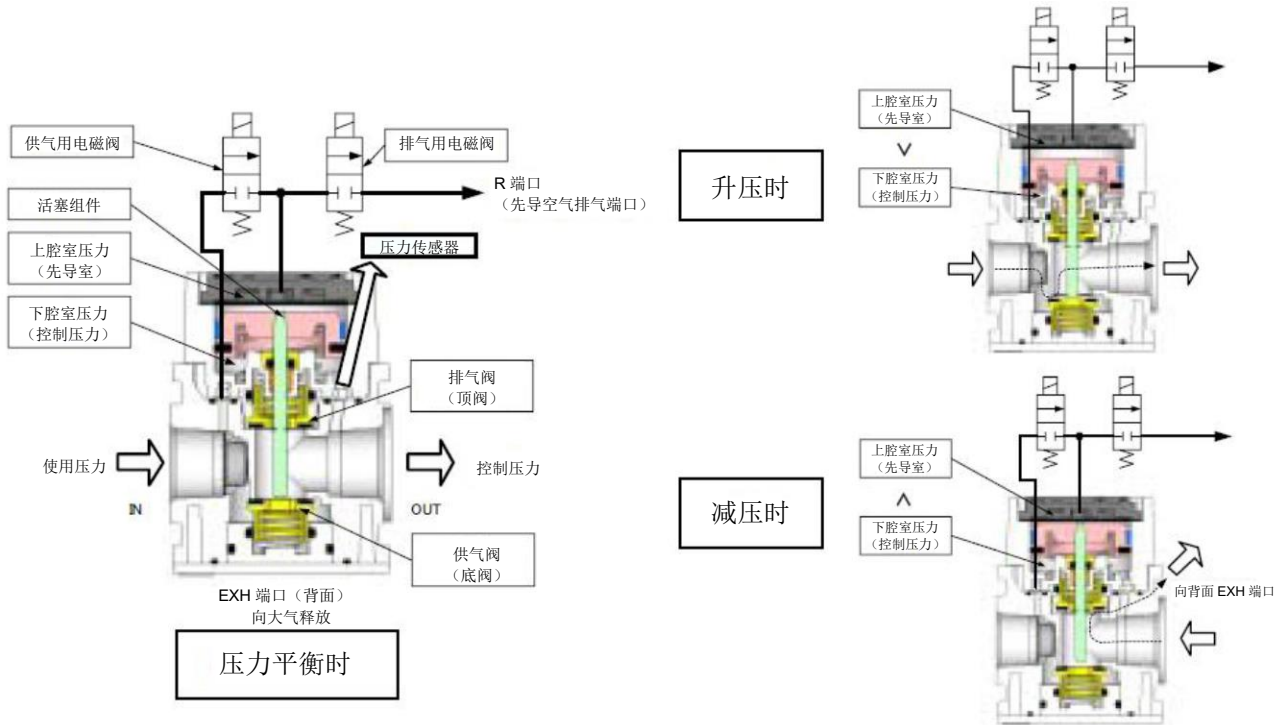 供气用电磁阀
排气用电磁阀
R 端口
（先导空气排气端口）
活塞组件
压力传感器
上腔室压力
（先导室）
下腔室压力
（控制压力）
排气阀
（顶阀）
使用压力
控制压力
IN
OUT
供气阀
（底阀）
EXH 端口（背面）
向大气释放
压力平衡时
上腔室压力
（先导室）
∨
下腔室压力
（控制压力）
升压时
上腔室压力
（先导室）
∧
下腔室压力
（控制压力）
减压时
向背面 EXH 端口